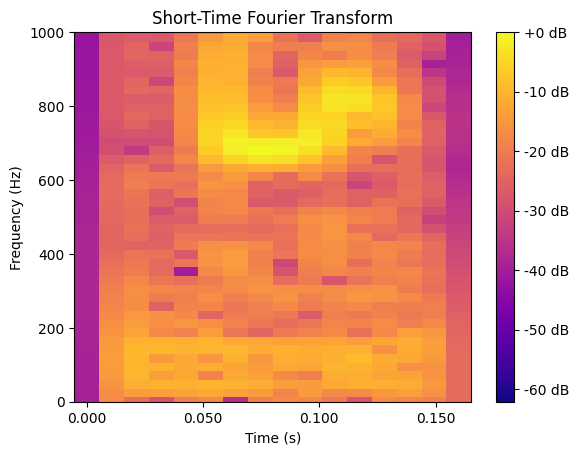 Short-Time Fourier Transform
1000
800
600
400
200
0
Frequency (Hz)
0.000
0.050
0.100
0.150
Time (s)
+0 dB
-10 dB
-20 dB
-30 dB
-40 dB
-50 dB
-60 dB